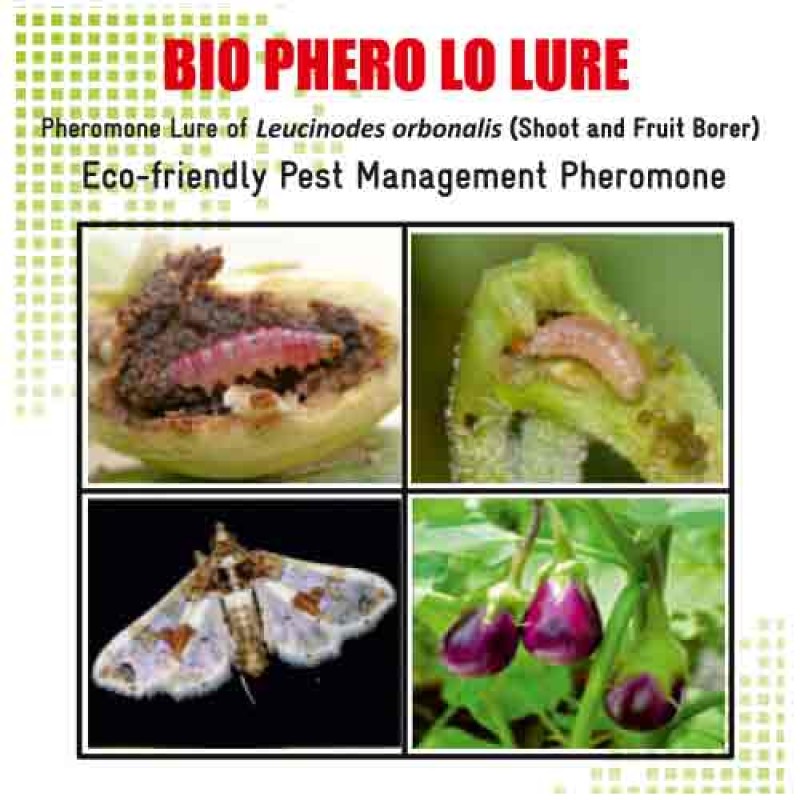 BIO PHERO LO LURE
Pheromone Lure of Leucinodes orbonalis (Shoot and Fruit Borer)
Eco-friendly Pest Management Pheromone